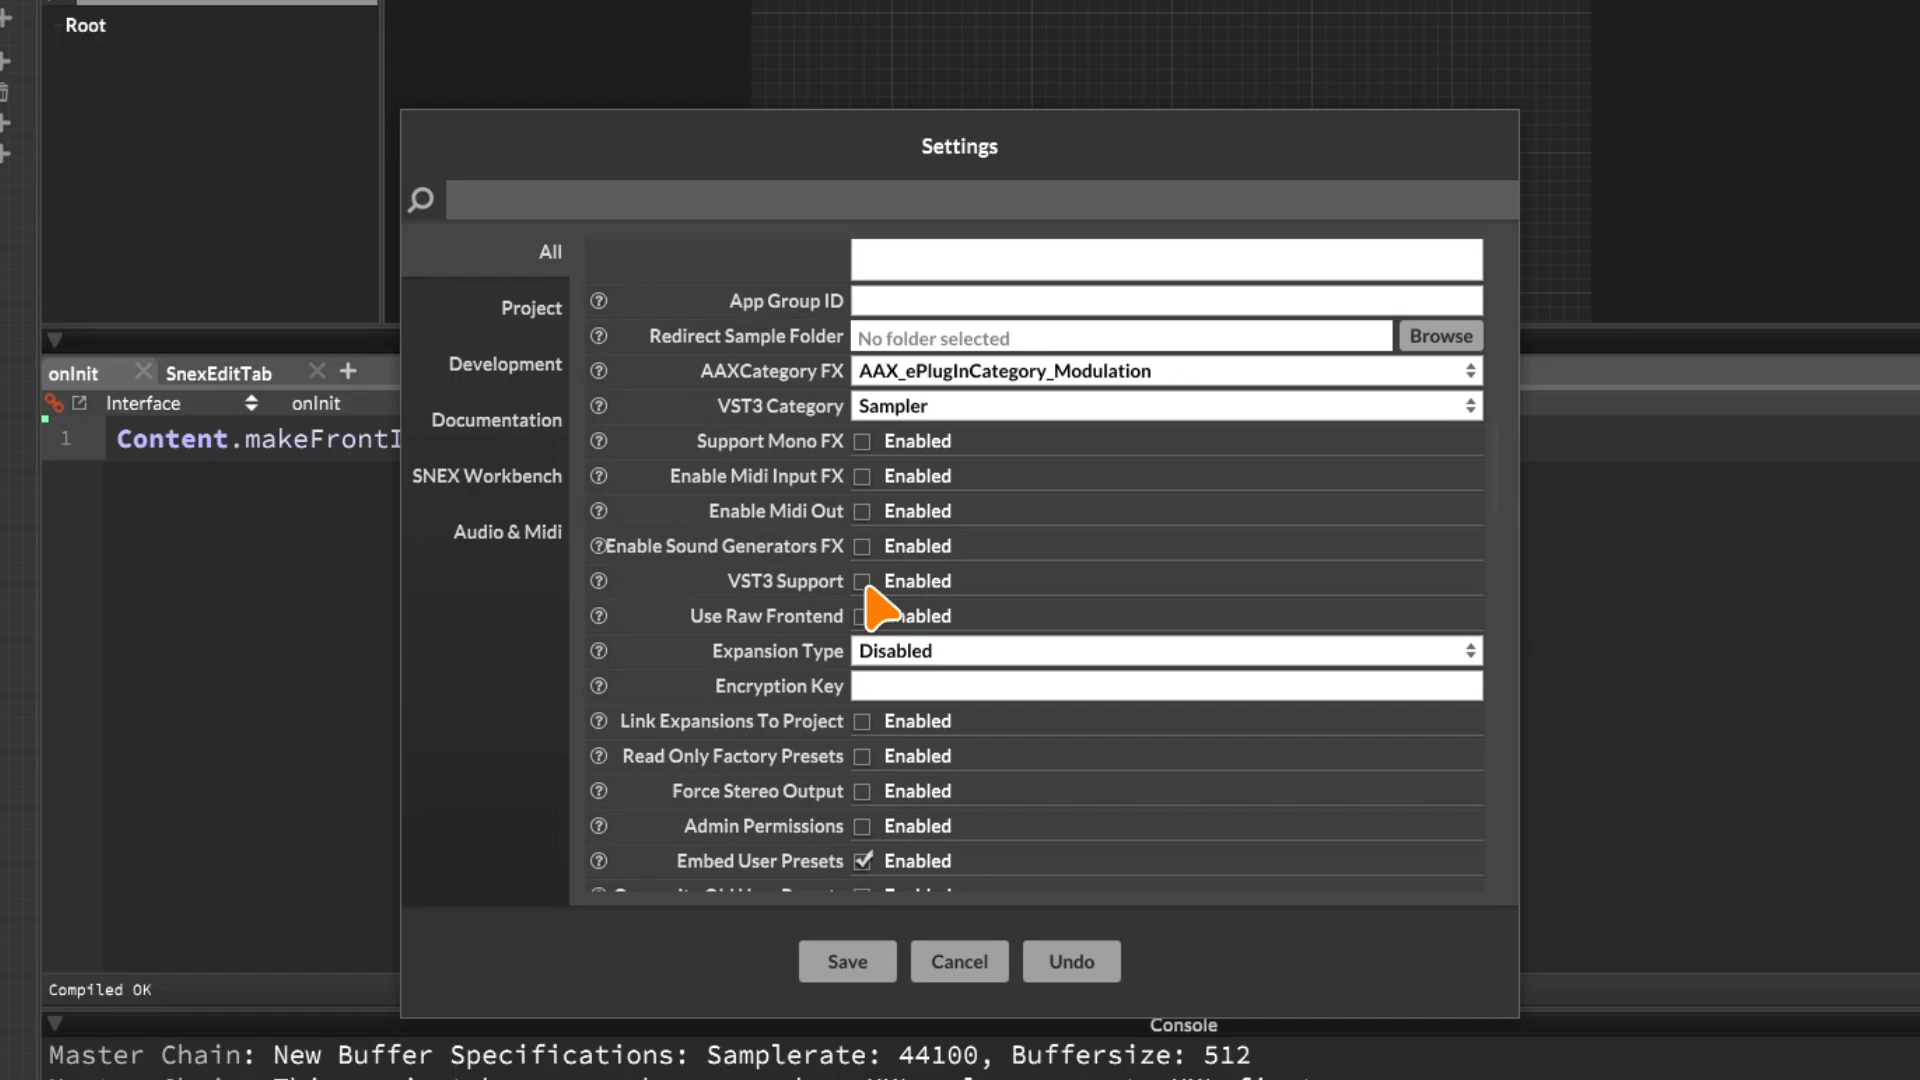 Root
Settings
All
Project
Development
Documentation
SNEX Workbench
Audio & Midi
App Group ID
Redirect Sample Folder No folder selected Browse
AAXCategory FX AAX_ePlugInCategory_Modulation
VST3 Category Sampler
Support Mono FX Enabled
Enable Midi Input FX Enabled
Enable Midi Out Enabled
Enable Sound Generators FX Enabled
VST3 Support Enabled
Use Raw Frontend
Expansion Type Disabled
Encryption Key
Link Expansions To Project Enabled
Read Only Factory Presets Enabled
Force Stereo Output Enabled
Admin Permissions Enabled
Embed User Presets Enabled
Save Cancel Undo
onInit SnexEditTab
Interface onInit
1 Content.makeFrontI
Compiled OK
Console
Master Chain: New Buffer Specifications: Samplerate: 44100, Buffersize: 512